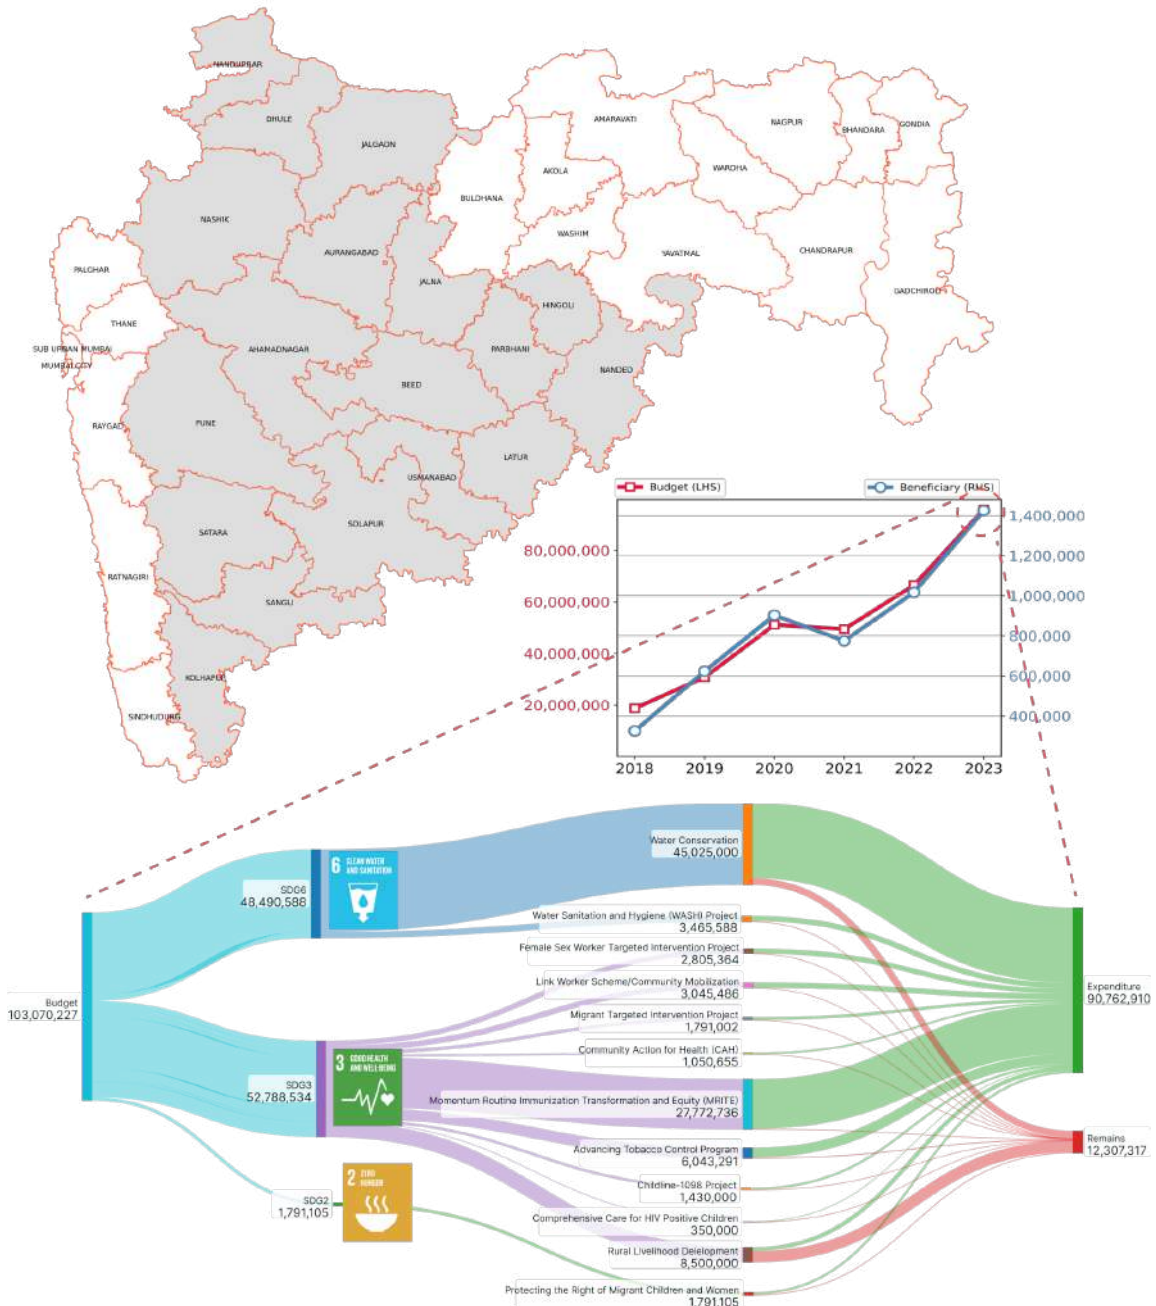 NANDURBAR
DHULE
JALGAON
AMARAVATI
NAGPUR
BHANDARA
GONDIA
AKOLA
WARDHA
BULDHANA
NASHIK
WASHIM
AURANGABAD
YAVATMAL
CHANDRAPUR
PALGHAR
JALNA
GADCHIROLI
HINGOLI
THANE
SUB URBAN MUMBAI
AHAMADNAGAR
PARBHANI
MUMBAI CITY
NANDED
BEED
RAYGAD
PUNE
LATUR
USMANABAD
SOLAPUR
SATARA
RATNAGIRI
SANGLI
KOLHAPUR
SINDHUDURG
Budget (LHS)
Beneficiary (RHS)
80,000,000
60,000,000
40,000,000
20,000,000
1,400,000
1,200,000
1,000,000
800,000
600,000
400,000
2018 2019 2020 2021 2022 2023
Budget
103,070,227
SDG6
48,490,588
6 CLEAN WATER
AND SANITATION
SDG3
52,788,534
3 GOOD HEALTH
AND WELL-BEING
SDG2
1,791,105
2 ZERO
HUNGER
Water Conservation
45,025,000
Water Sanitation and Hygiene (WASH) Project
3,465,588
Female Sex Worker Targeted Intervention Project
2,805,364
Link Worker Scheme/Community Mobilization
3,045,486
Migrant Targeted Intervention Project
1,791,002
Community Action for Health (CAH)
1,050,655
Momentum Routine Immunization Transformation and Equity (MRITE)
27,772,736
Advancing Tobacco Control Program
6,043,291
Childline-1098 Project
1,430,000
Comprehensive Care for HIV Positive Children
350,000
Rural Livelihood Delelopment
8,500,000
Protecting the Right of Migrant Children and Women
1,791,105
Expenditure
90,762,910
Remains
12,307,317